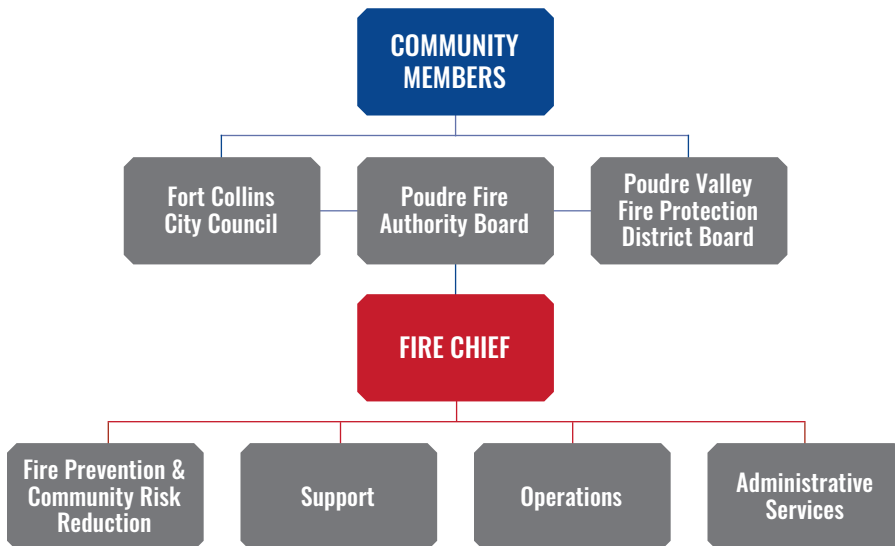 COMMUNITY
MEMBERS
Fort Collins
City Council
Poudre Fire
Authority Board
Poudre Valley
Fire Protection
District Board
FIRE CHIEF
Fire Prevention &
Community Risk
Reduction
Support
Operations
Administrative
Services